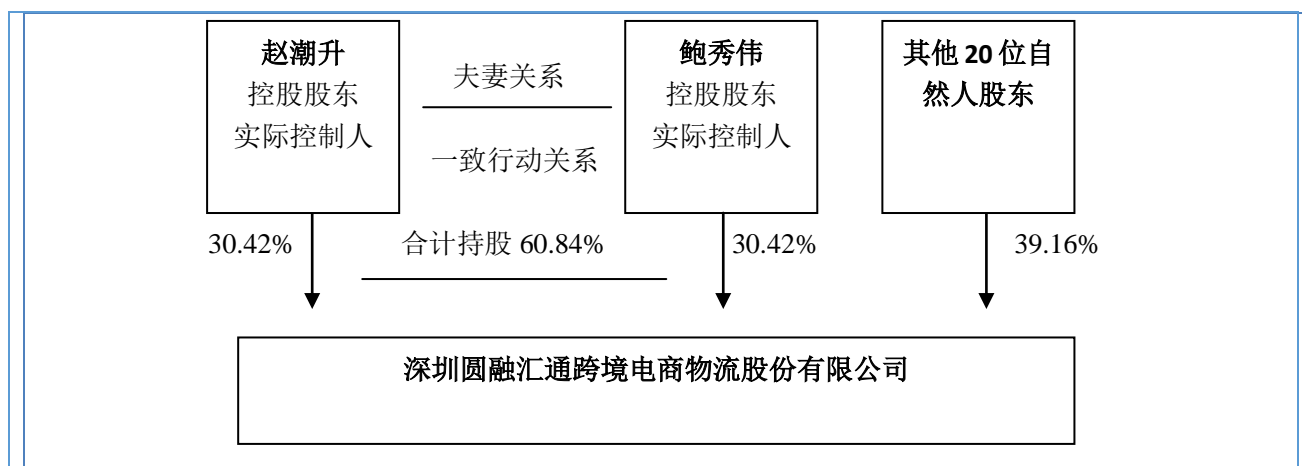 赵潮升
控股股东
实际控制人
夫妻关系
一致行动关系
鲍秀伟
控股股东
实际控制人
其他 20 位自
然人股东
30.42%
合计持股 60.84%
30.42%
39.16%
深圳圆融汇通跨境电商物流股份有限公司